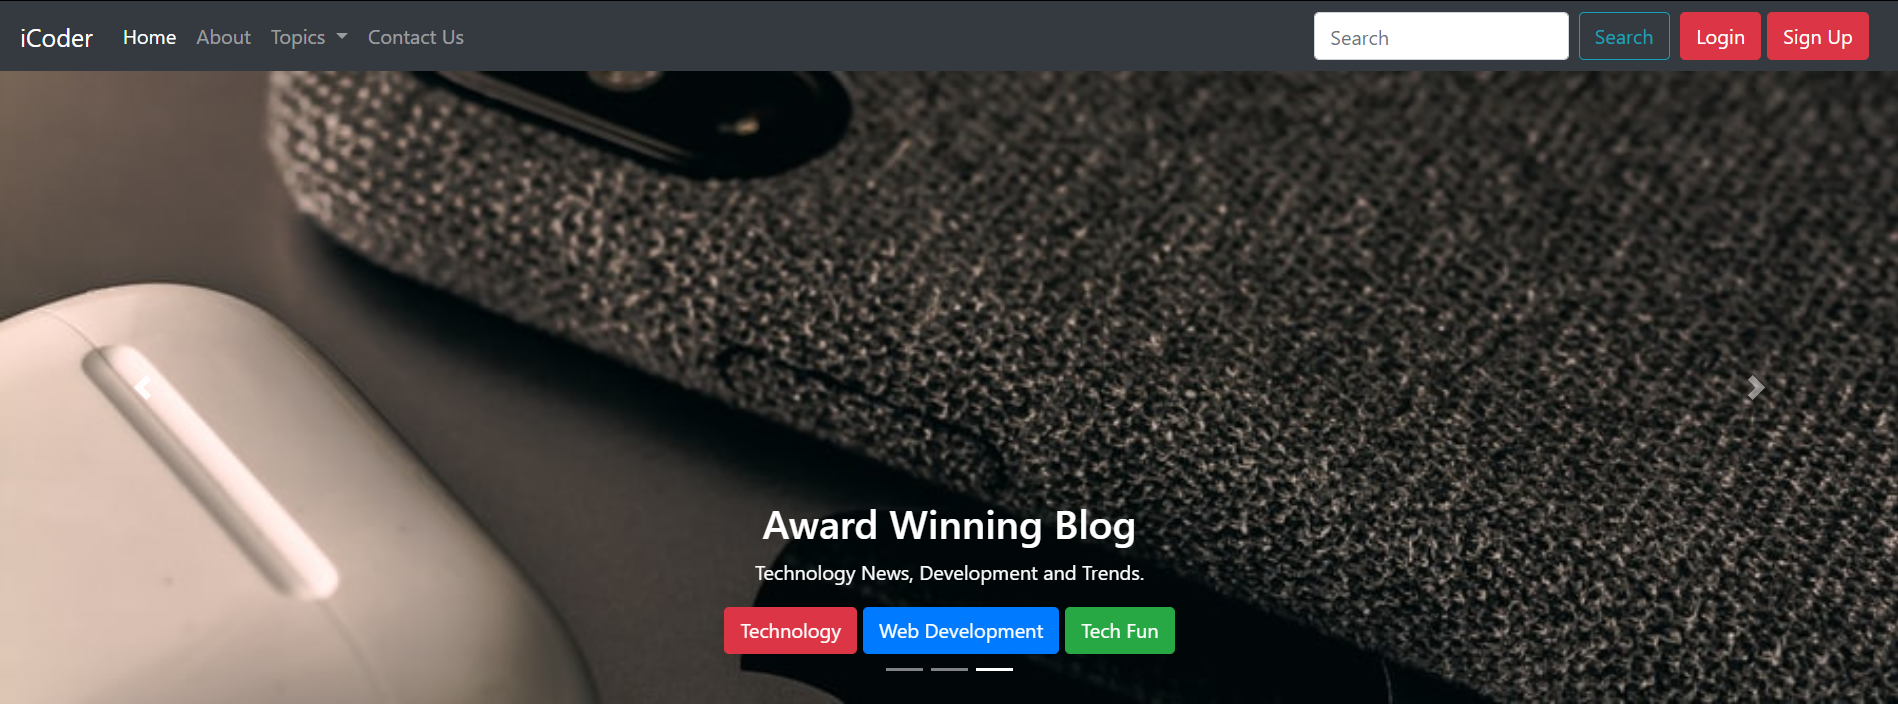 iCoder Home About Topics Contact Us Search Search Login Sign Up
Award Winning Blog
Technology News, Development and Trends.
Technology Web Development Tech Fun